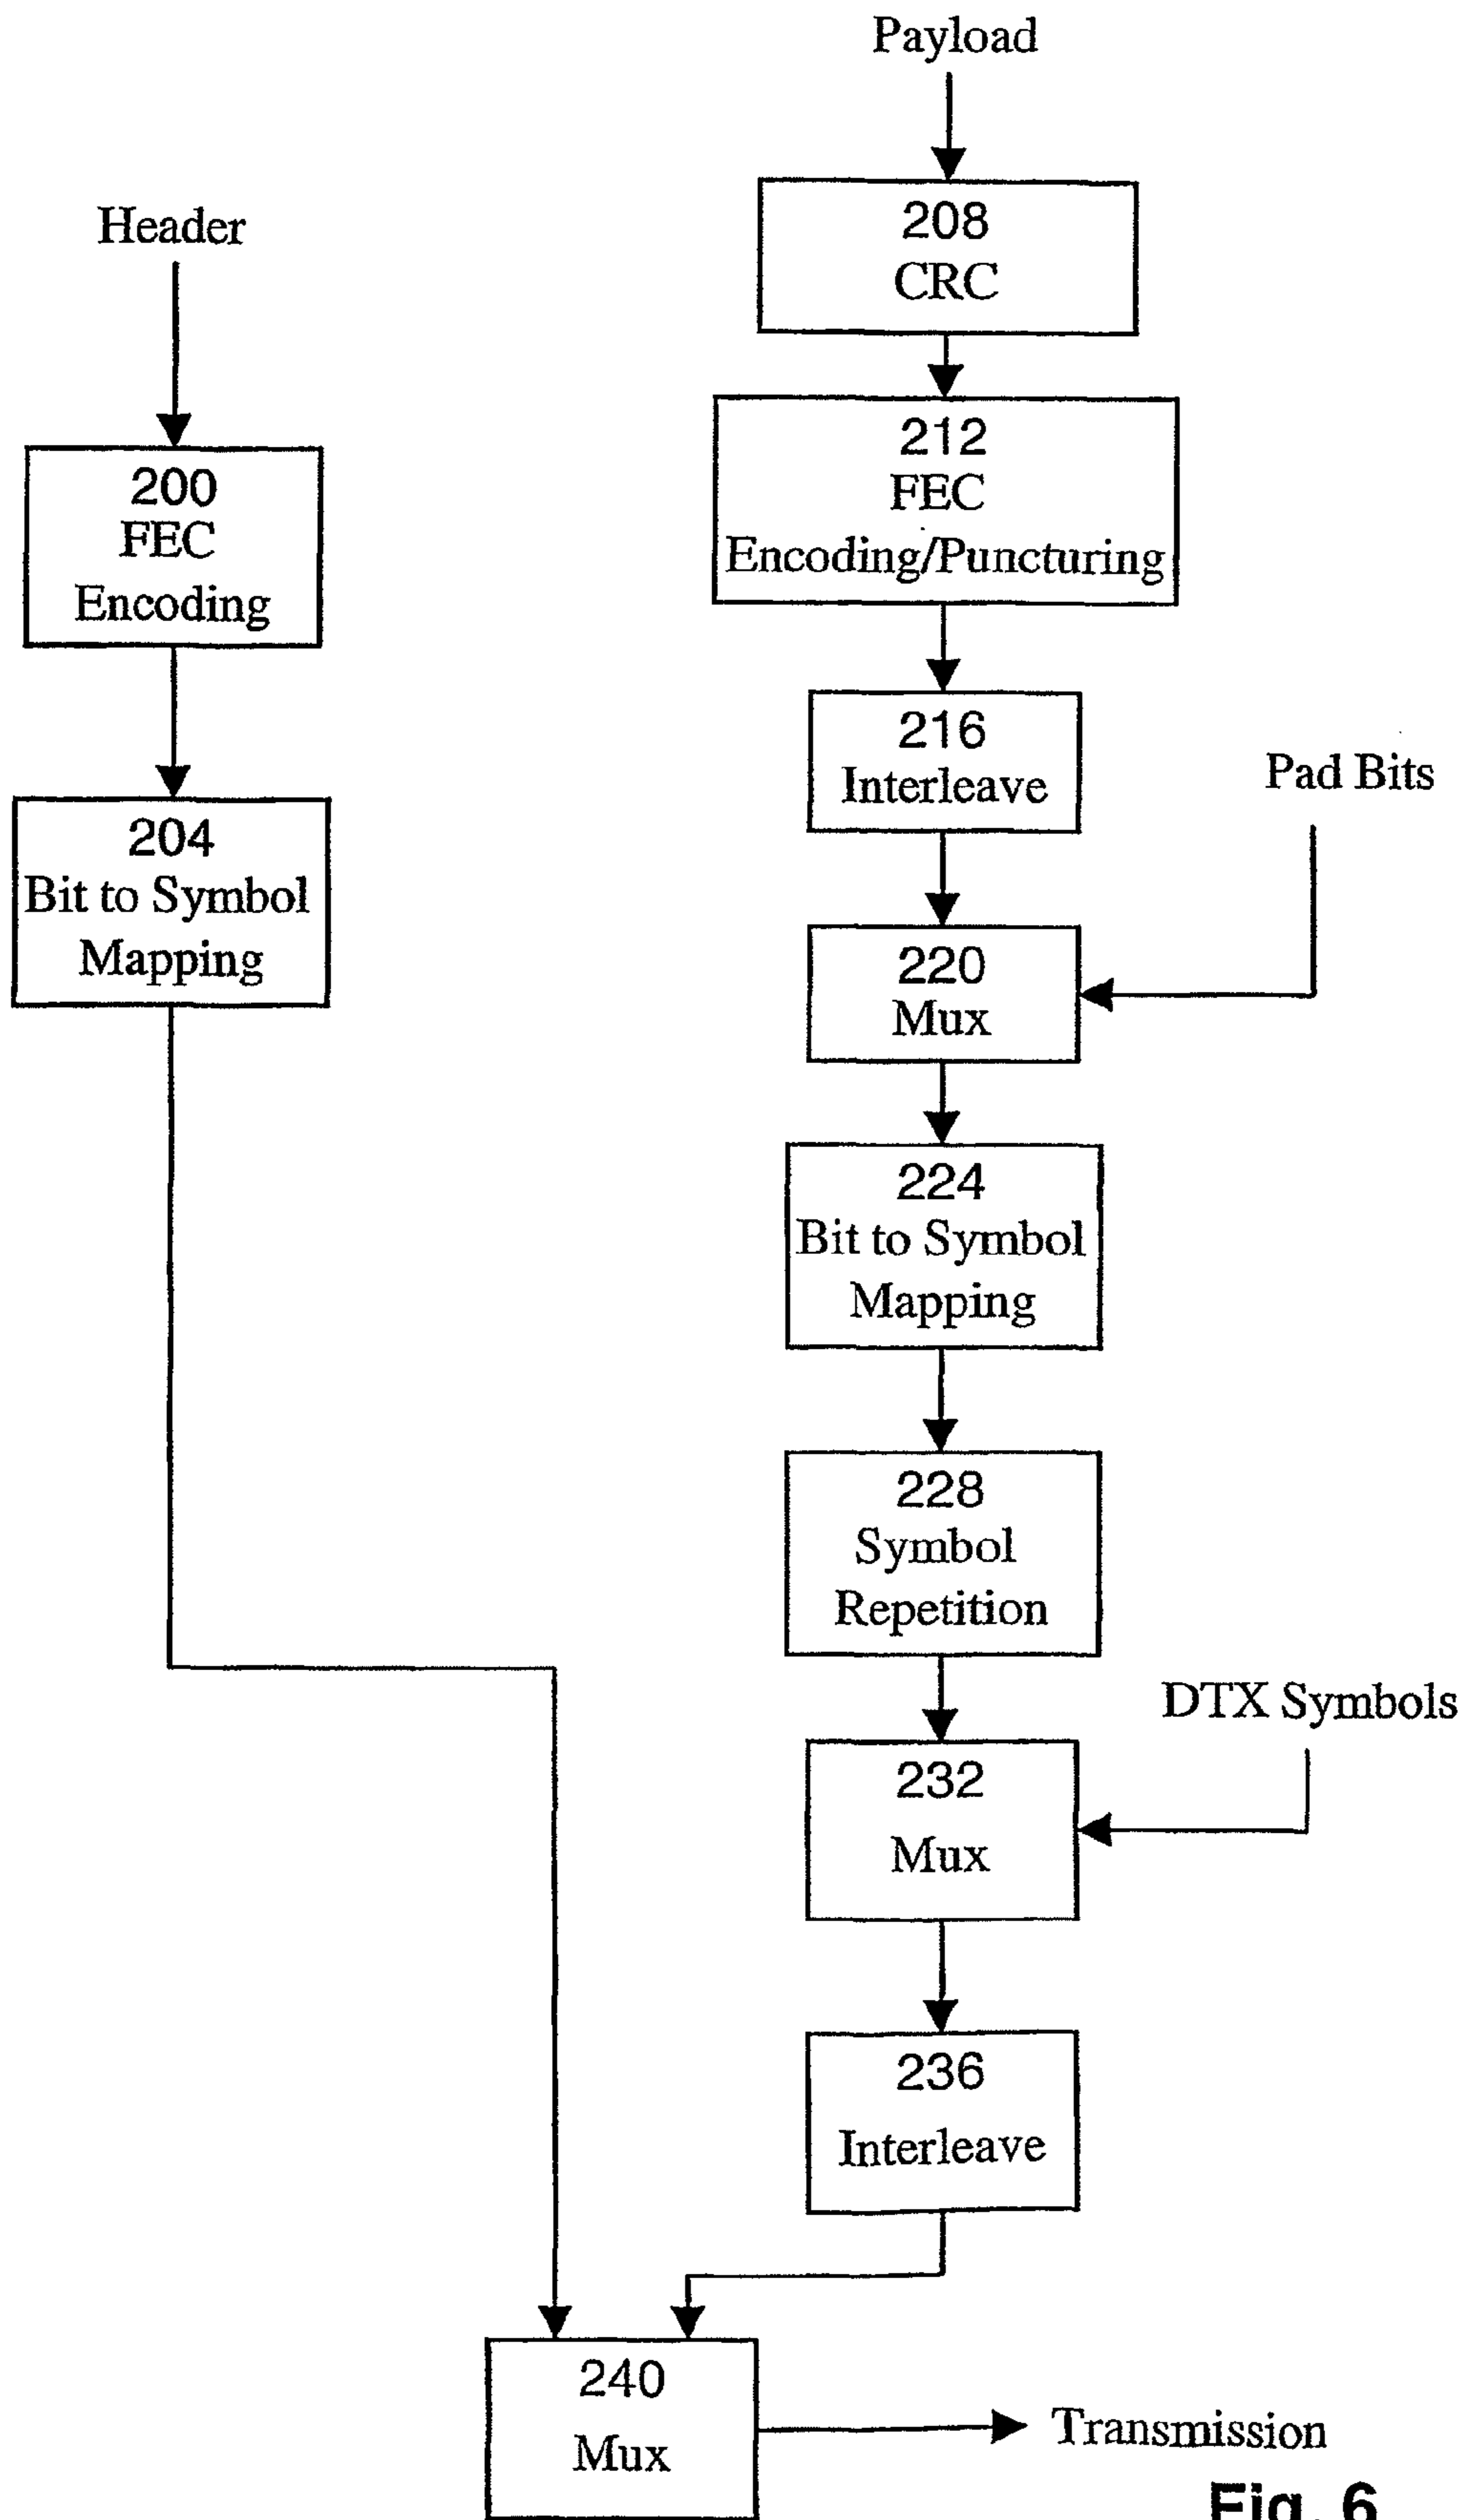 Payload
Header
208
CRC
200
FEC
Encoding
212
FEC
Encoding/Puncturing
216
Interleave
Pad Bits
204
Bit to Symbol
Mapping
220
Mux
224
Bit to Symbol
Mapping
228
Symbol
Repetition
DTX Symbols
232
Mux
236
Interleave
240
Mux
Transmission
Fig. 6